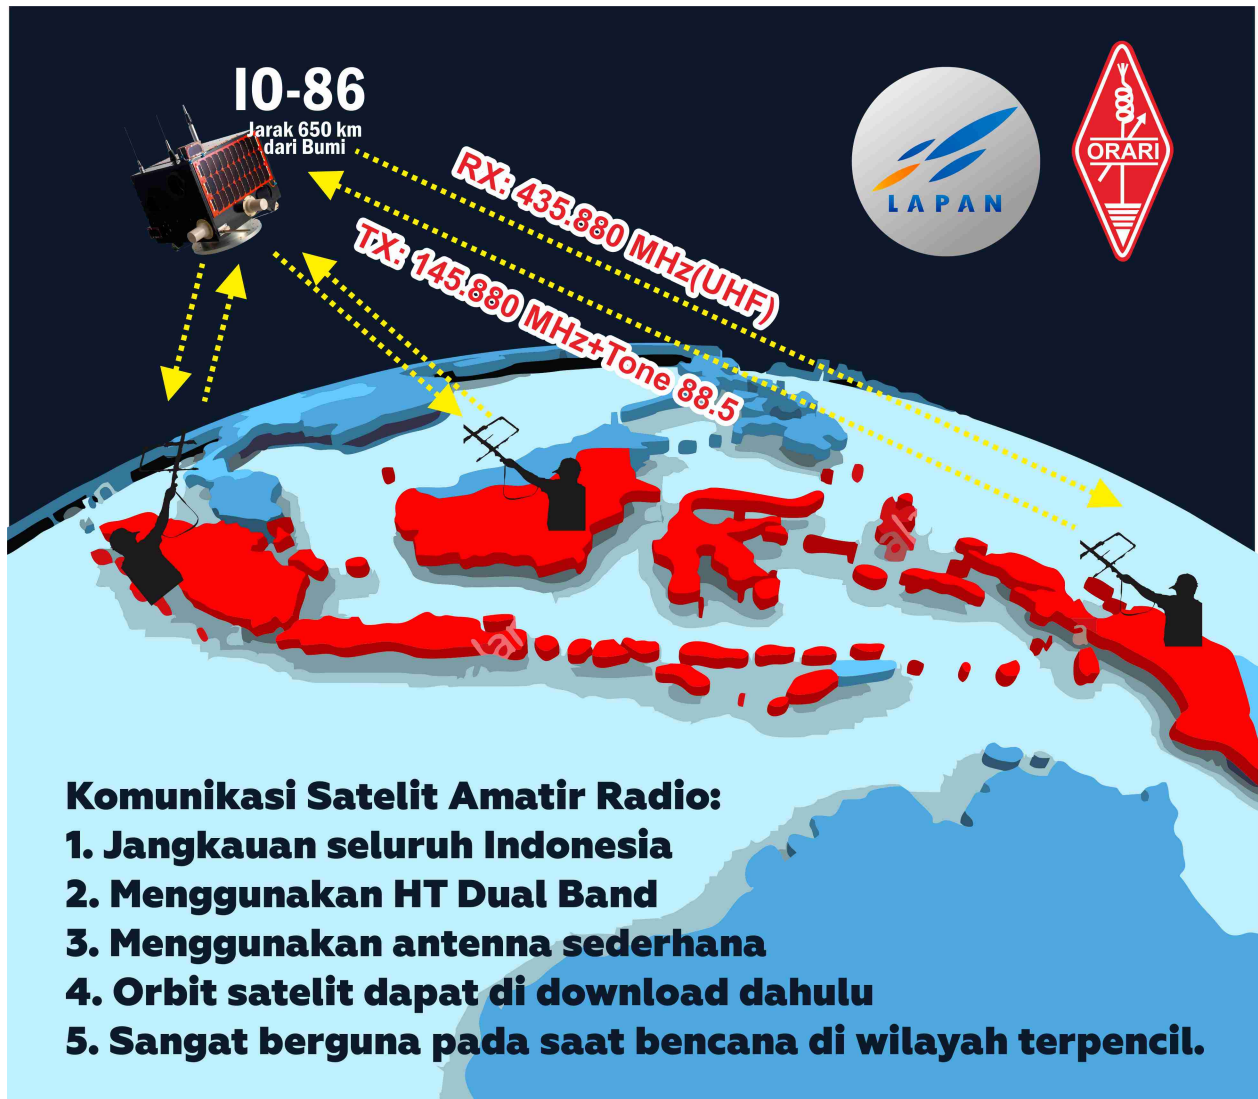 IO-86
Jarak 650 km
dari Bumi
RX: 435.880 MHz(UHF)
TX: 145.880 MHz+Tone 88.5
LAPAN
ORARI
Komunikasi Satelit Amatir Radio:
1. Jangkauan seluruh Indonesia
2. Menggunakan HT Dual Band
3. Menggunakan antenna sederhana
4. Orbit satelit dapat di download dahulu
5. Sangat berguna pada saat bencana di wilayah terpencil.